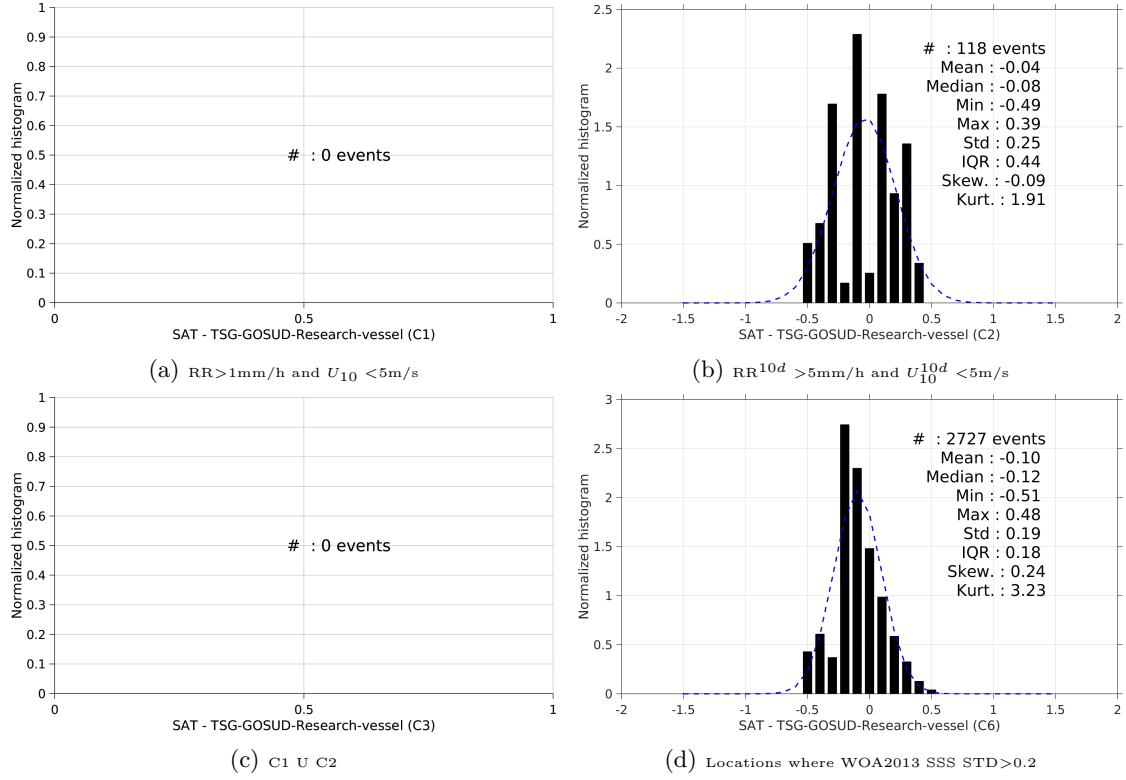 1
0.9
0.8
0.7
0.6
0.5
0.4
0.3
0.2
0.1
0
Normalized histogram
# : 0 events
0 0.5 1
SAT - TSG-GOSUD-Research-vessel (C1)
(a) RR>1mm/h and U10 <5m/s
2.5
2
1.5
1
0.5
0
Normalized histogram
# : 118 events
Mean : -0.04
Median : -0.08
Min : -0.49
Max : 0.39
Std : 0.25
IQR : 0.44
Skew. : -0.09
Kurt. : 1.91
-2 -1.5 -1 -0.5 0 0.5 1 1.5 2
SAT - TSG-GOSUD-Research-vessel (C2)
(b) RR^10d >5mm/h and U_10^10d <5m/s
1
0.9
0.8
0.7
0.6
0.5
0.4
0.3
0.2
0.1
0
Normalized histogram
# : 0 events
0 0.5 1
SAT - TSG-GOSUD-Research-vessel (C3)
(c) C1 U C2
3
2.5
2
1.5
1
0.5
0
Normalized histogram
# : 2727 events
Mean : -0.10
Median : -0.12
Min : -0.51
Max : 0.48
Std : 0.19
IQR : 0.18
Skew. : 0.24
Kurt. : 3.23
-2 -1.5 -1 -0.5 0 0.5 1 1.5 2
SAT - TSG-GOSUD-Research-vessel (C6)
(d) Locations where WOA2013 SSS STD>0.2